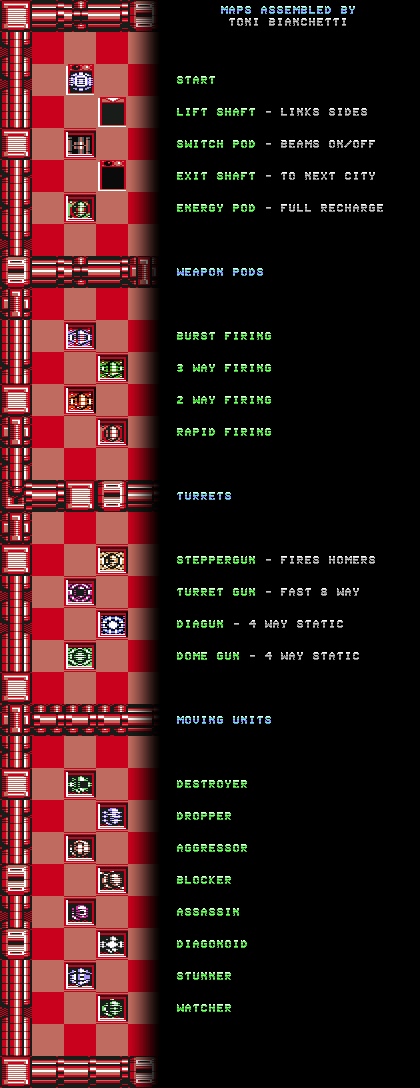 MAPS ASSEMBLED BY
TONI BIANCHETTI
START
LIFT SHAFT - LINKS SIDES
SWITCH POD - BEAMS ON/OFF
EXIT SHAFT - TO NEXT CITY
ENERGY POD - FULL RECHARGE
WEAPON PODS
BURST FIRING
3 WAY FIRING
2 WAY FIRING
RAPID FIRING
TURRETS
STEPPERGUN - FIRES HOMERS
TURRET GUN - FAST 8 WAY
DIAGUN - 4 WAY STATIC
DOME GUN - 4 WAY STATIC
MOVING UNITS
DESTROYER
DROPPER
AGGRESSOR
BLOCKER
ASSASSIN
DIAGONOID
STUNNER
WATCHER